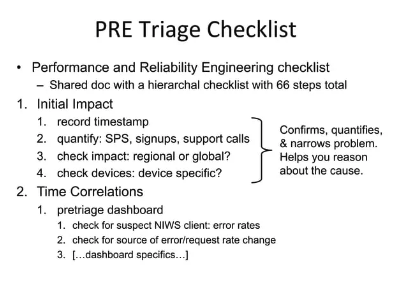 PRE Triage Checklist
• Performance and Reliability Engineering checklist
– Shared doc with a hierarchal checklist with 66 steps total
1. Initial Impact
1. record timestamp
2. quantify: SPS, signups, support calls
3. check impact: regional or global?
4. check devices: device specific?
Confirms, quantifies,
& narrows problem.
Helps you reason
about the cause.
2. Time Correlations
1. pretriage dashboard
1. check for suspect NIWS client: error rates
2. check for source of error/request rate change
3. […dashboard specifics…]